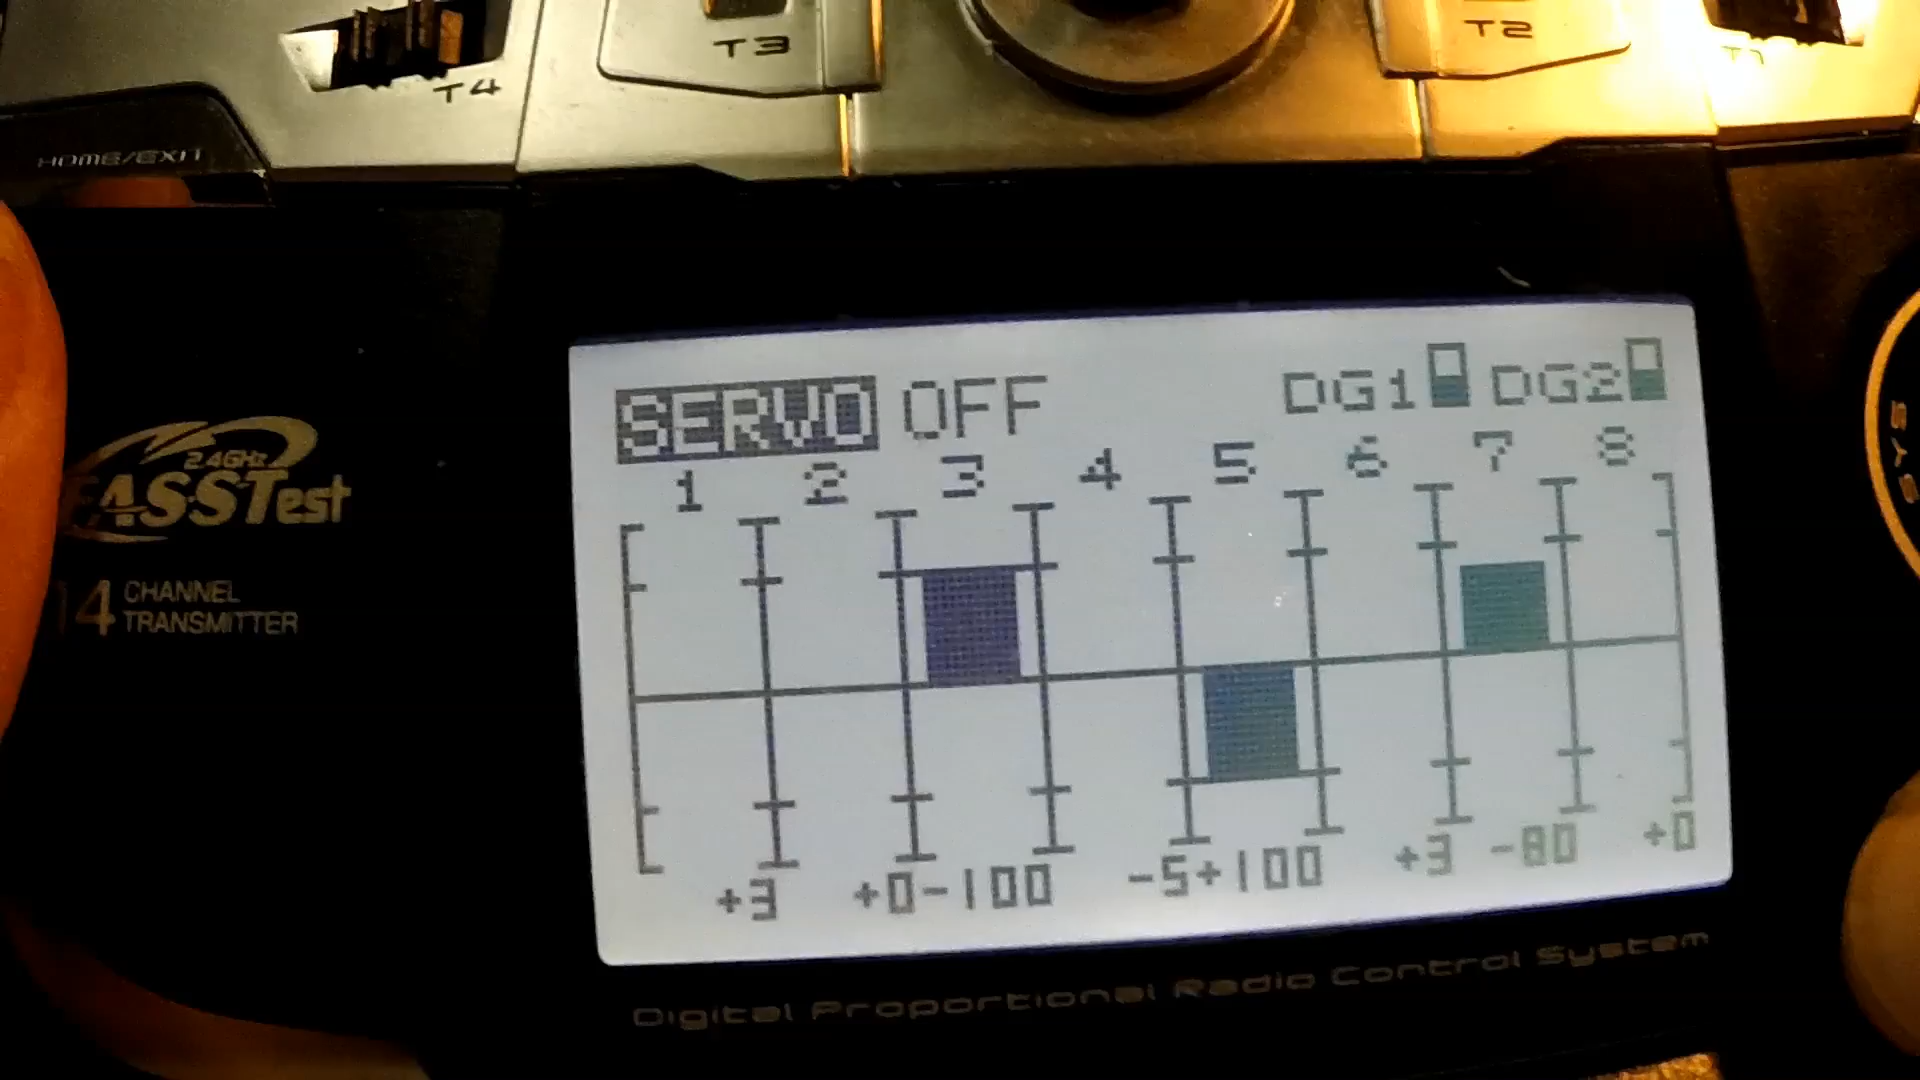 T4 T3 T2 T1
HOME/EXIT
SERVO OFF DG1 DG2
1 2 3 4 5 6 7 8
2.4GHz
FASSTest
14 CHANNEL
TRANSMITTER
+3 +0 -100 -5 +100 +3 -80 +0
SYS
Digital Proportional Radio Control System